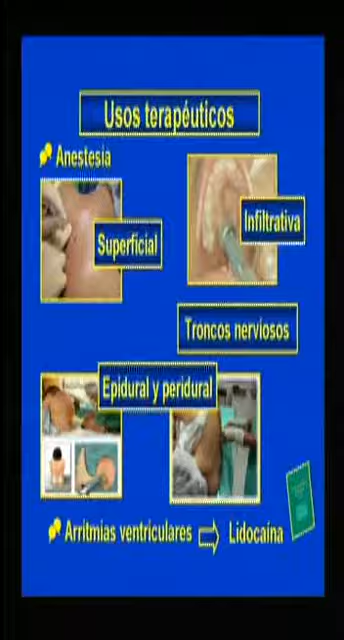 Usos terapéuticos
Anestesia
Superficial
Infiltrativa
Troncos nerviosos
Epidural y peridural
Arritmias ventriculares
Lidocaína